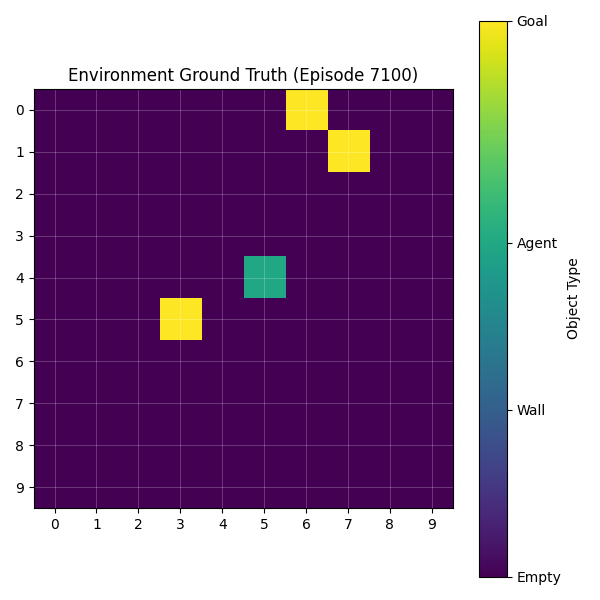 Environment Ground Truth (Episode 7100)
0
1
2
3
4
5
6
7
8
9
0 1 2 3 4 5 6 7 8 9
Goal
Agent
Wall
Empty
Object Type